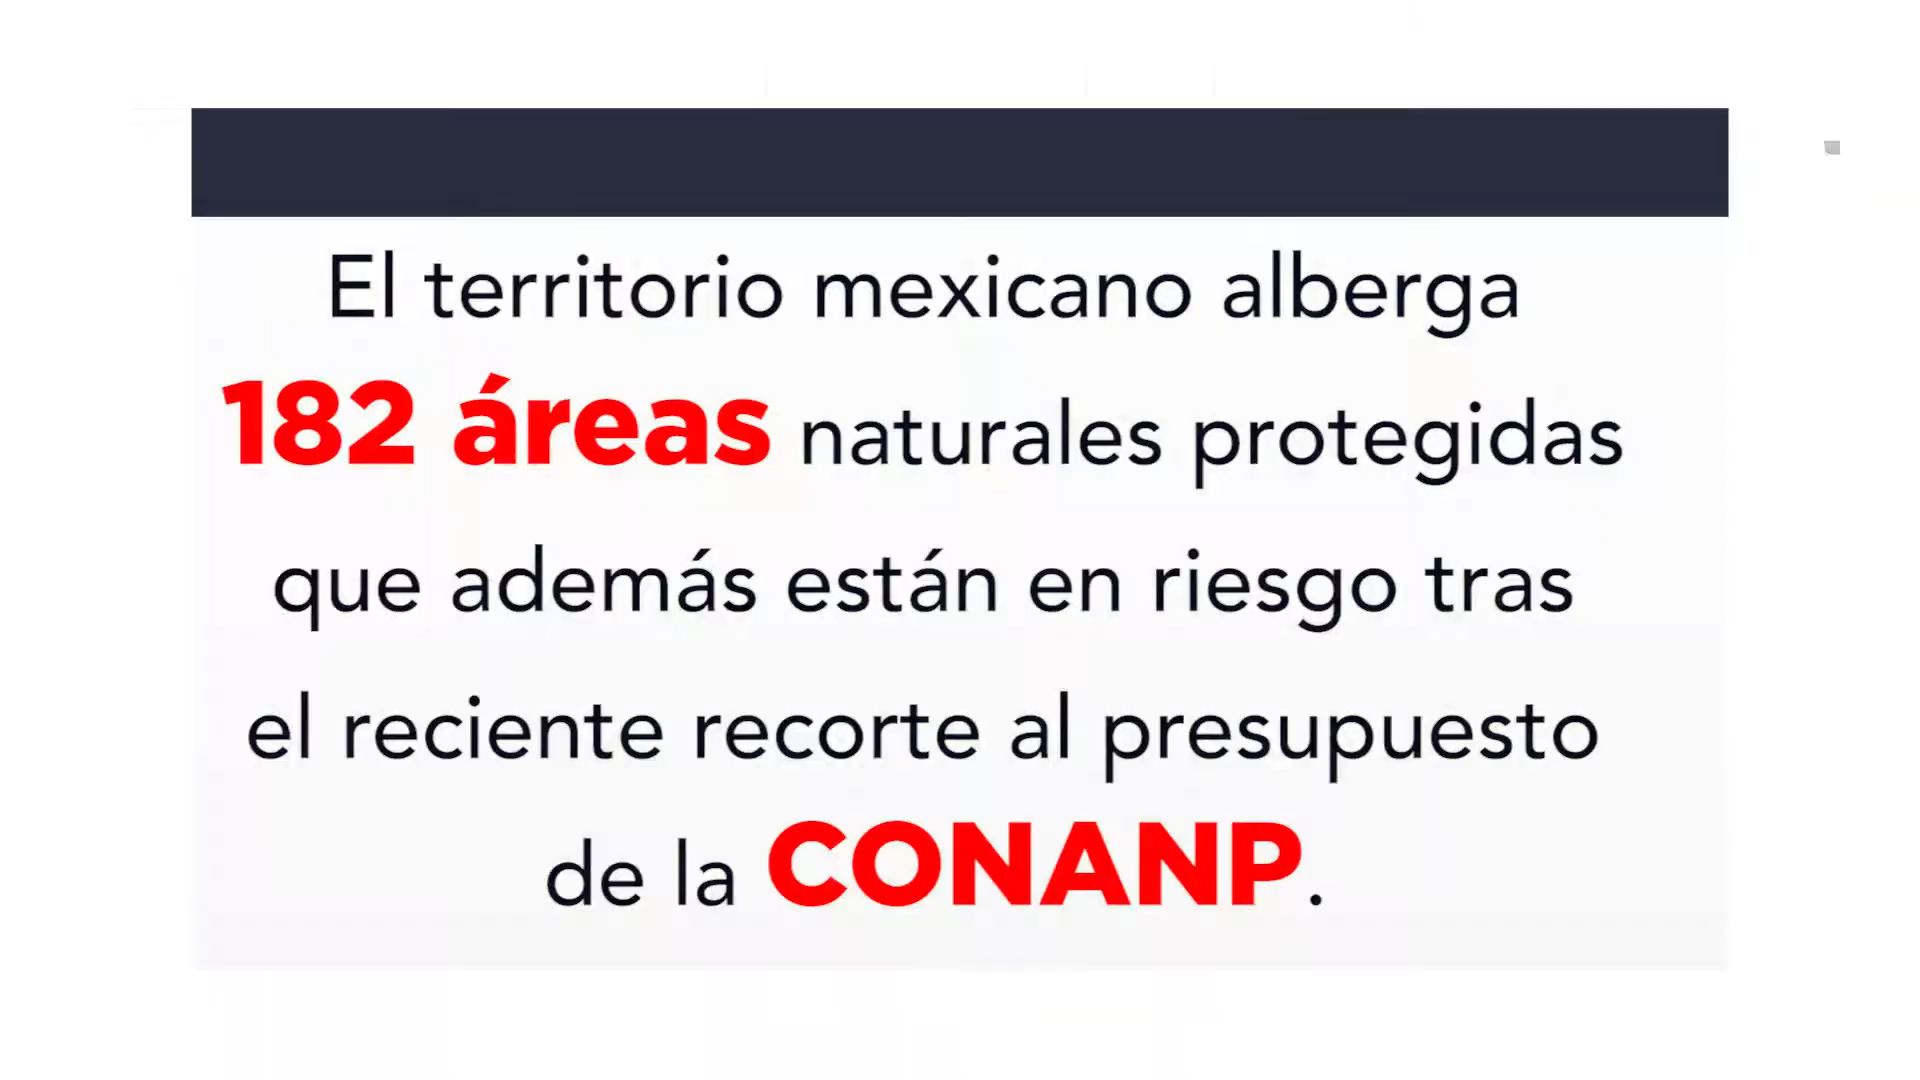 El territorio mexicano alberga
182 áreas naturales protegidas
que además están en riesgo tras
el reciente recorte al presupuesto
de la CONANP.